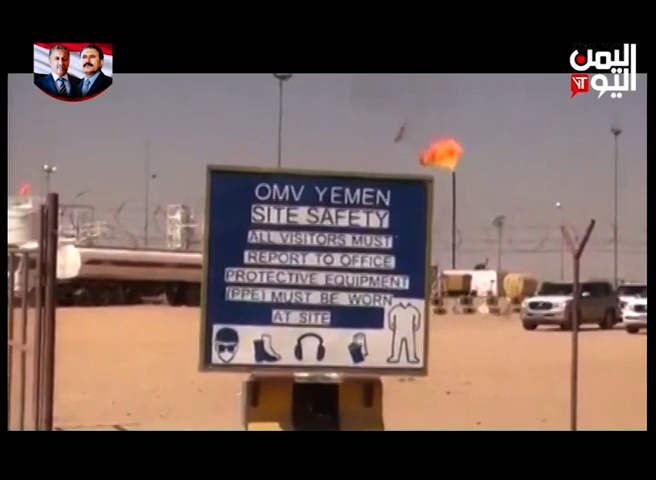 اليمن
اليوم
OMV YEMEN
SITE SAFETY
ALL VISITORS MUST
REPORT TO OFFICE
PROTECTIVE EQUIPMENT
(PPE) MUST BE WORN
AT SITE